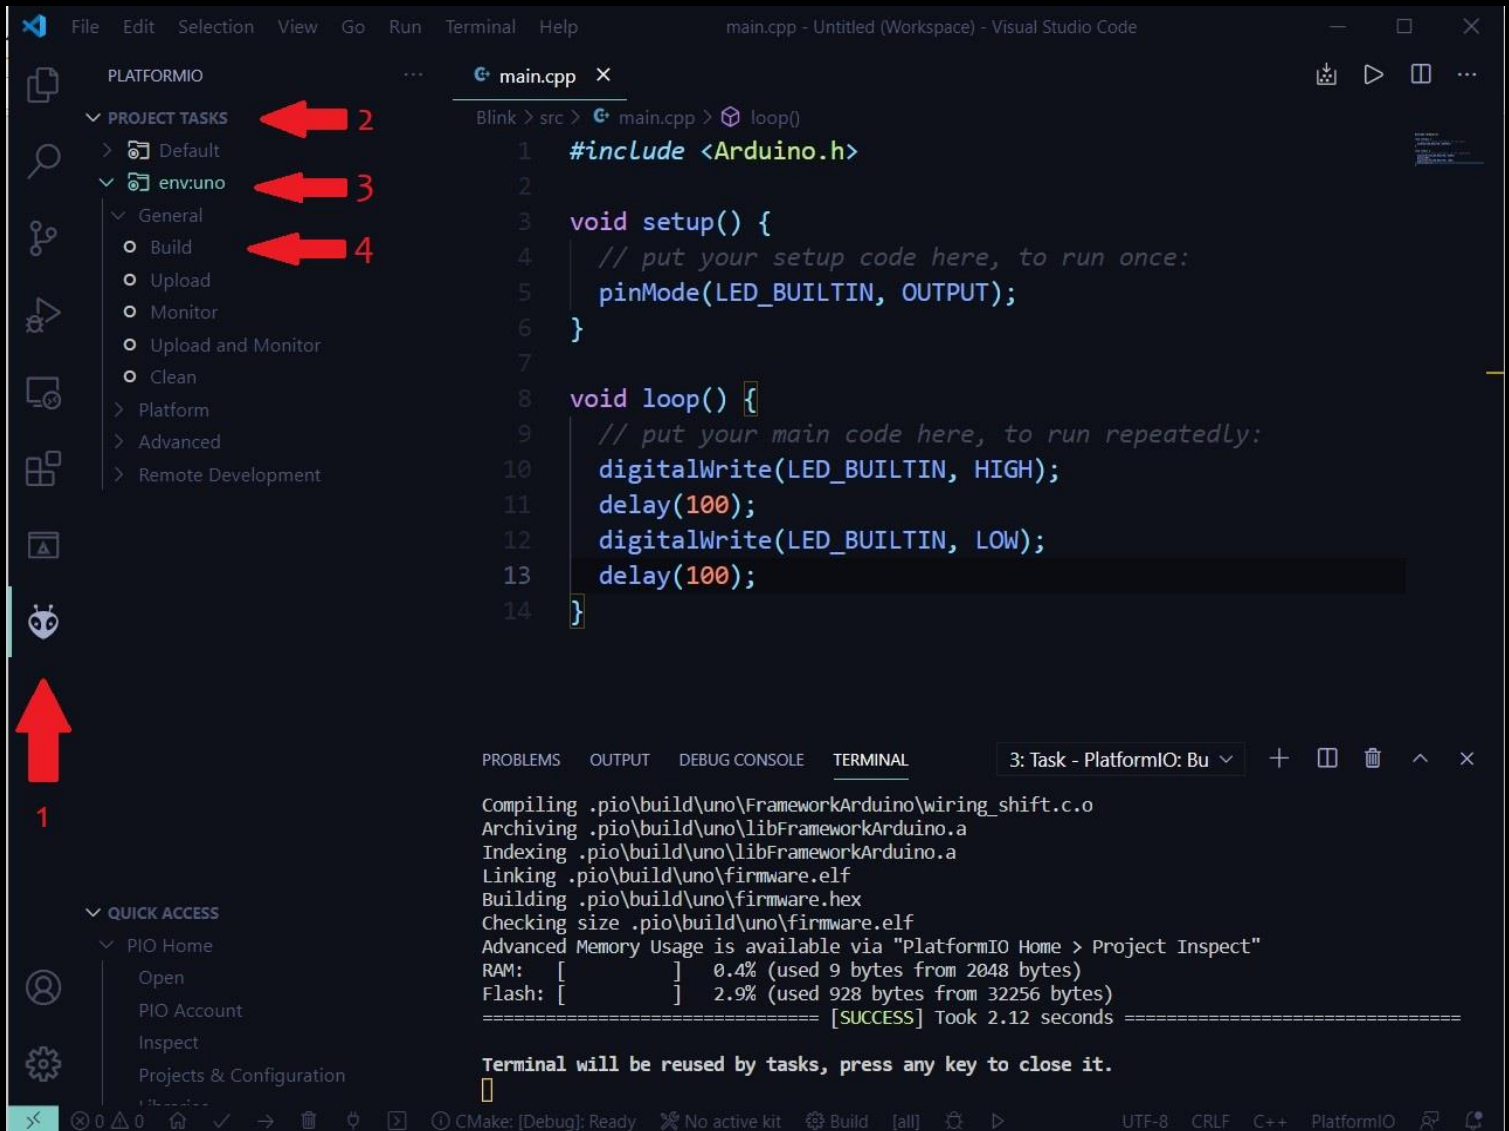 File Edit Selection View Go Run Terminal Help main.cpp - Untitled (Workspace) - Visual Studio Code
PLATFORMIO
PROJECT TASKS 2
Default
env:uno 3
General
Build 4
Upload
Monitor
Upload and Monitor
Clean
Platform
Advanced
Remote Development
1
QUICK ACCESS
PIO Home
Open
PIO Account
Inspect
Projects & Configuration
main.cpp
Blink > src > main.cpp > loop()
1 #include <Arduino.h>
2
3 void setup() {
4 // put your setup code here, to run once:
5 pinMode(LED_BUILTIN, OUTPUT);
6 }
7
8 void loop() {
9 // put your main code here, to run repeatedly:
10 digitalWrite(LED_BUILTIN, HIGH);
11 delay(100);
12 digitalWrite(LED_BUILTIN, LOW);
13 delay(100);
14 }
PROBLEMS OUTPUT DEBUG CONSOLE TERMINAL 3: Task - PlatformIO: Bu
Compiling .pio\build\uno\FrameworkArduino\wiring_shift.c.o
Archiving .pio\build\uno\libFrameworkArduino.a
Indexing .pio\build\uno\libFrameworkArduino.a
Linking .pio\build\uno\firmware.elf
Building .pio\build\uno\firmware.hex
Checking size .pio\build\uno\firmware.elf
Advanced Memory Usage is available via "PlatformIO Home > Project Inspect"
RAM: [ ] 0.4% (used 9 bytes from 2048 bytes)
Flash: [ ] 2.9% (used 928 bytes from 32256 bytes)
================================ [SUCCESS] Took 2.12 seconds ================================
Terminal will be reused by tasks, press any key to close it.
0 0 CMake: [Debug]: Ready No active kit Build [all] UTF-8 CRLF C++ PlatformIO